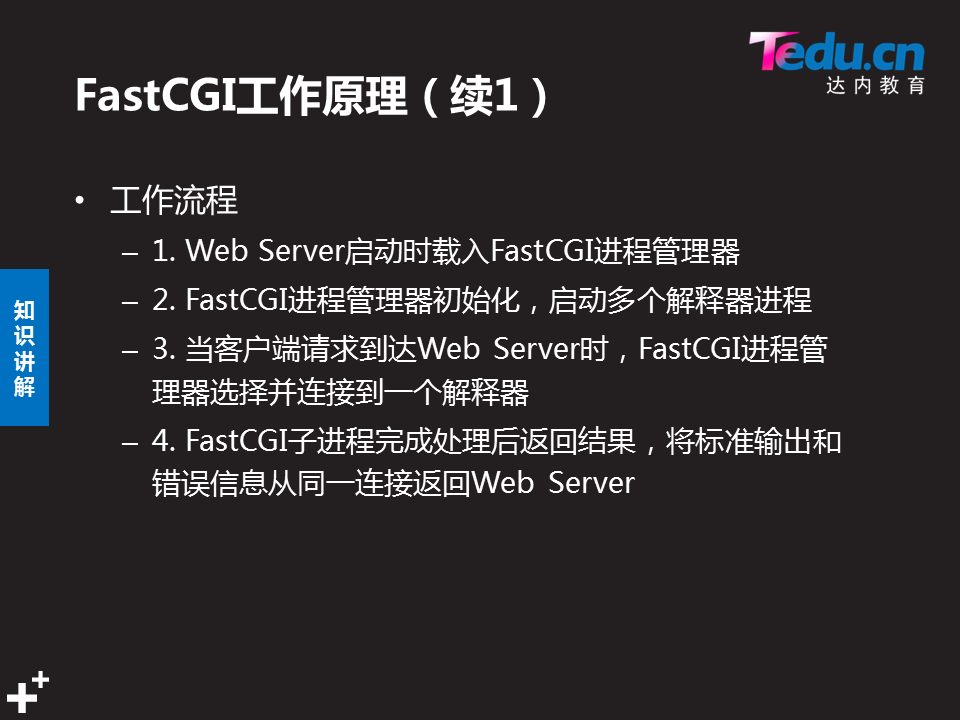 Tedu.cn
达内教育
FastCGI工作原理（续1）
• 工作流程
– 1. Web Server启动时载入FastCGI进程管理器
– 2. FastCGI进程管理器初始化，启动多个解释器进程
– 3. 当客户端请求到达Web Server时，FastCGI进程管
理器选择并连接到一个解释器
– 4. FastCGI子进程完成处理后返回结果，将标准输出和
错误信息从同一连接返回Web Server
知识讲解